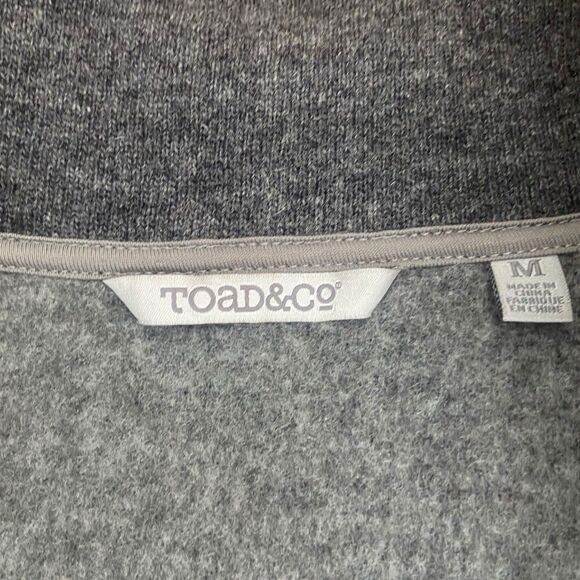 TOAD&CO®
M
MADE IN
CHINA
FABRIQUE
EN CHINE